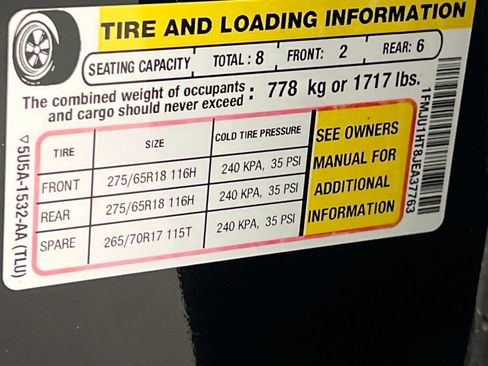 TIRE AND LOADING INFORMATION
SEATING CAPACITY TOTAL : 8 FRONT: 2 REAR: 6
The combined weight of occupants
and cargo should never exceed : 778 kg or 1717 lbs.
TIRE SIZE COLD TIRE PRESSURE
FRONT 275/65R18 116H 240 KPA, 35 PSI
REAR 275/65R18 116H 240 KPA, 35 PSI
SPARE 265/70R17 115T 240 KPA, 35 PSI
SEE OWNERS
MANUAL FOR
ADDITIONAL
INFORMATION
5U5A-1532-AA (TLU)
1FMJU1HT8JEA37763